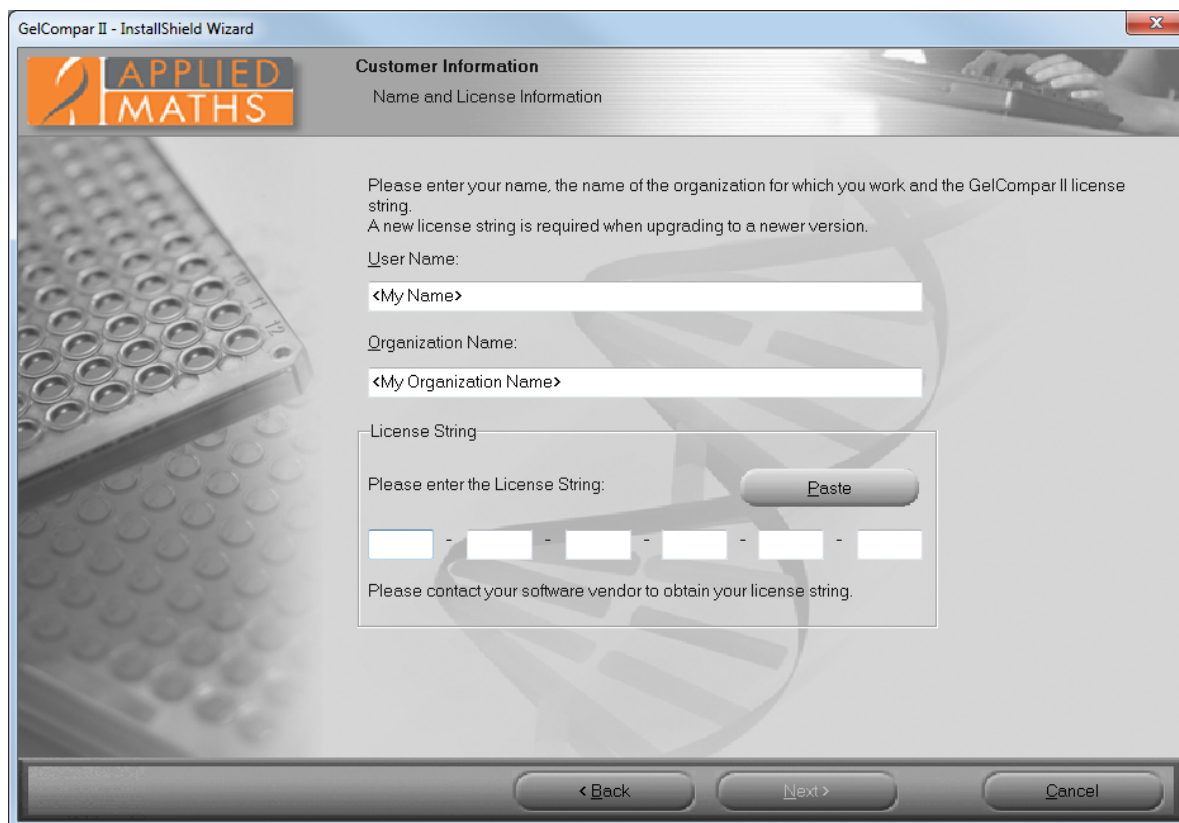 GelCompar II - InstallShield Wizard
APPLIED
MATHS
Customer Information
Name and License Information
10
11
12
Please enter your name, the name of the organization for which you work and the GelCompar II license
string.
A new license string is required when upgrading to a newer version.
User Name:
<My Name>
Organization Name:
<My Organization Name>
License String
Please enter the License String:
Paste
- - - - -
Please contact your software vendor to obtain your license string.
< Back
Next >
Cancel